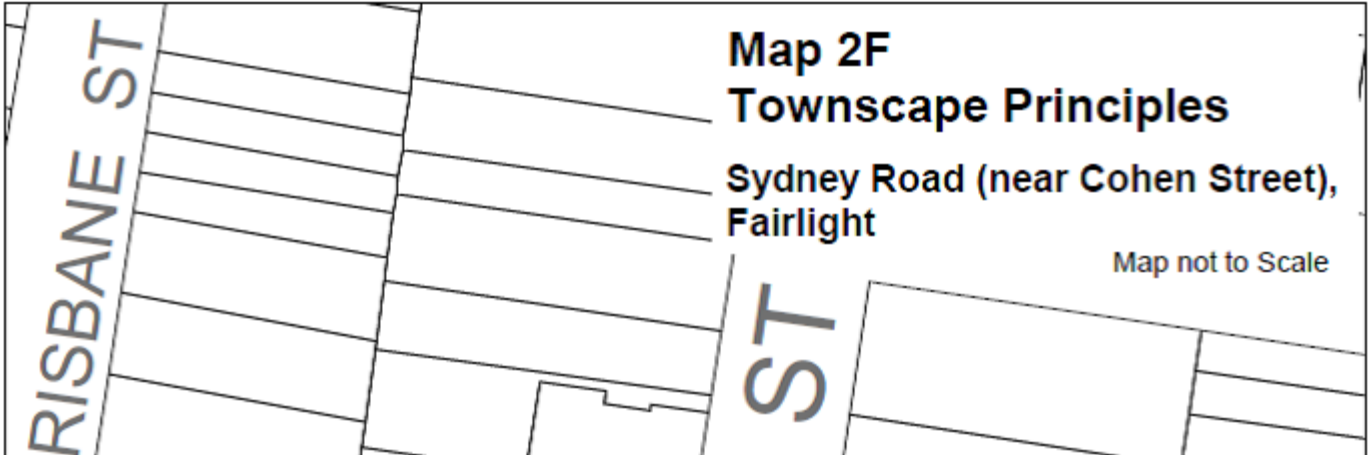 Map 2F
Townscape Principles
Sydney Road (near Cohen Street),
Fairlight
Map not to Scale
RISBANE ST
ST